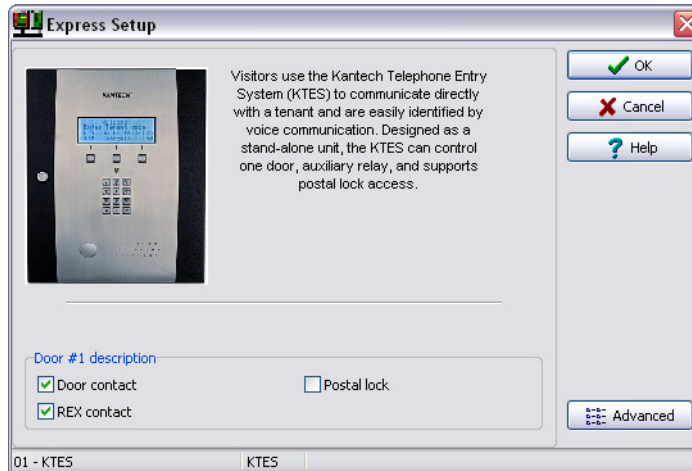 Express Setup
KANTECH
Enter Tenant code
Visitors use the Kantech Telephone Entry
System (KTES) to communicate directly
with a tenant and are easily identified by
voice communication. Designed as a
stand-alone unit, the KTES can control
one door, auxiliary relay, and supports
postal lock access.
OK
Cancel
Help
Door #1 description
Door contact
Postal lock
REX contact
Advanced
01 - KTES
KTES